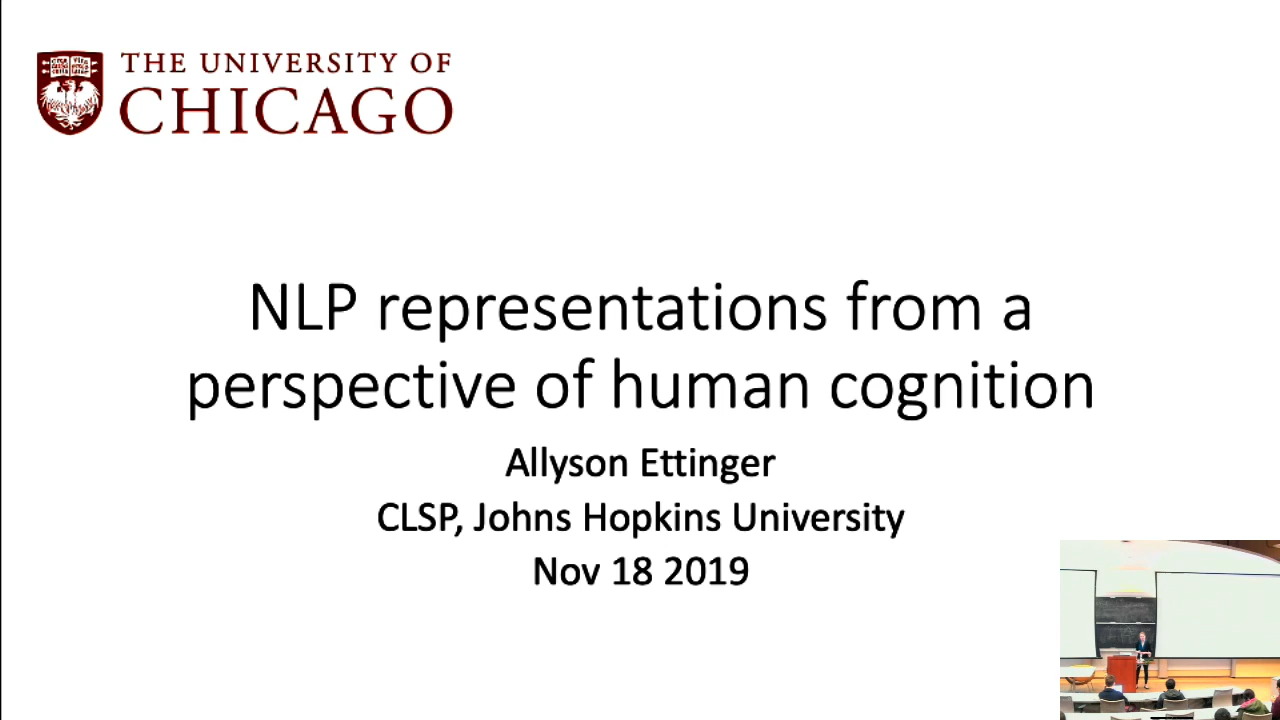 THE UNIVERSITY OF
CHICAGO
NLP representations from a
perspective of human cognition
Allyson Ettinger
CLSP, Johns Hopkins University
Nov 18 2019